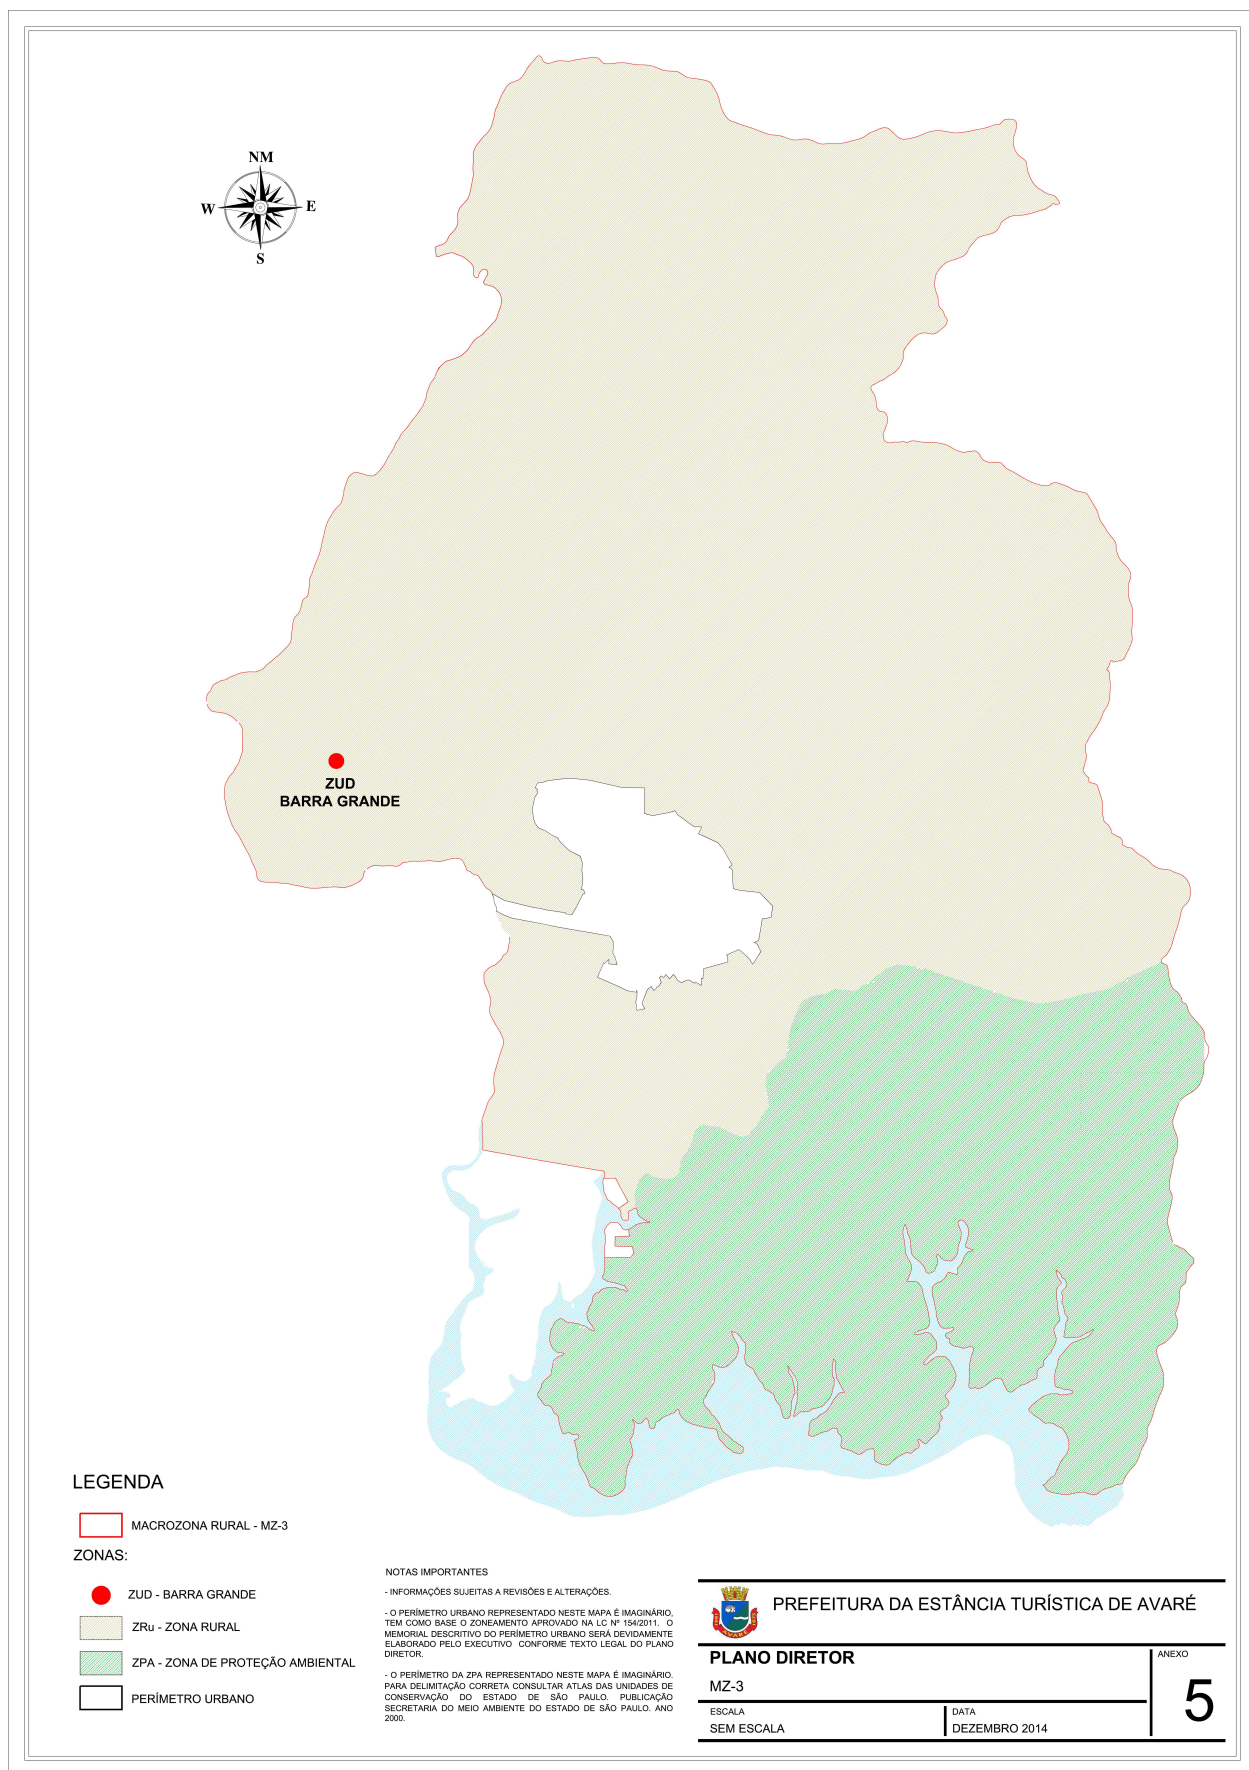 NM
W
E
S
ZUD
BARRA GRANDE
LEGENDA
MACROZONA RURAL - MZ-3
ZONAS:
ZUD - BARRA GRANDE
ZRu - ZONA RURAL
ZPA - ZONA DE PROTEÇÃO AMBIENTAL
PERÍMETRO URBANO
NOTAS IMPORTANTES
- INFORMAÇÕES SUJEITAS A REVISÕES E ALTERAÇÕES.
- O PERÍMETRO URBANO REPRESENTADO NESTE MAPA É IMAGINÁRIO,
TEM COMO BASE O ZONEAMENTO APROVADO NA LC Nº 154/2011. O
MEMORIAL DESCRITIVO DO PERÍMETRO URBANO SERÁ DEVIDAMENTE
ELABORADO PELO EXECUTIVO CONFORME TEXTO LEGAL DO PLANO
DIRETOR.
- O PERÍMETRO DA ZPA REPRESENTADO NESTE MAPA É IMAGINÁRIO.
PARA DELIMITAÇÃO CORRETA CONSULTAR ATLAS DAS UNIDADES DE
CONSERVAÇÃO DO ESTADO DE SÃO PAULO. PUBLICAÇÃO
SECRETARIA DO MEIO AMBIENTE DO ESTADO DE SÃO PAULO. ANO
2000.
AVARÉ
PREFEITURA DA ESTÂNCIA TURÍSTICA DE AVARÉ
PLANO DIRETOR
MZ-3
ANEXO
5
ESCALA
SEM ESCALA
DATA
DEZEMBRO 2014